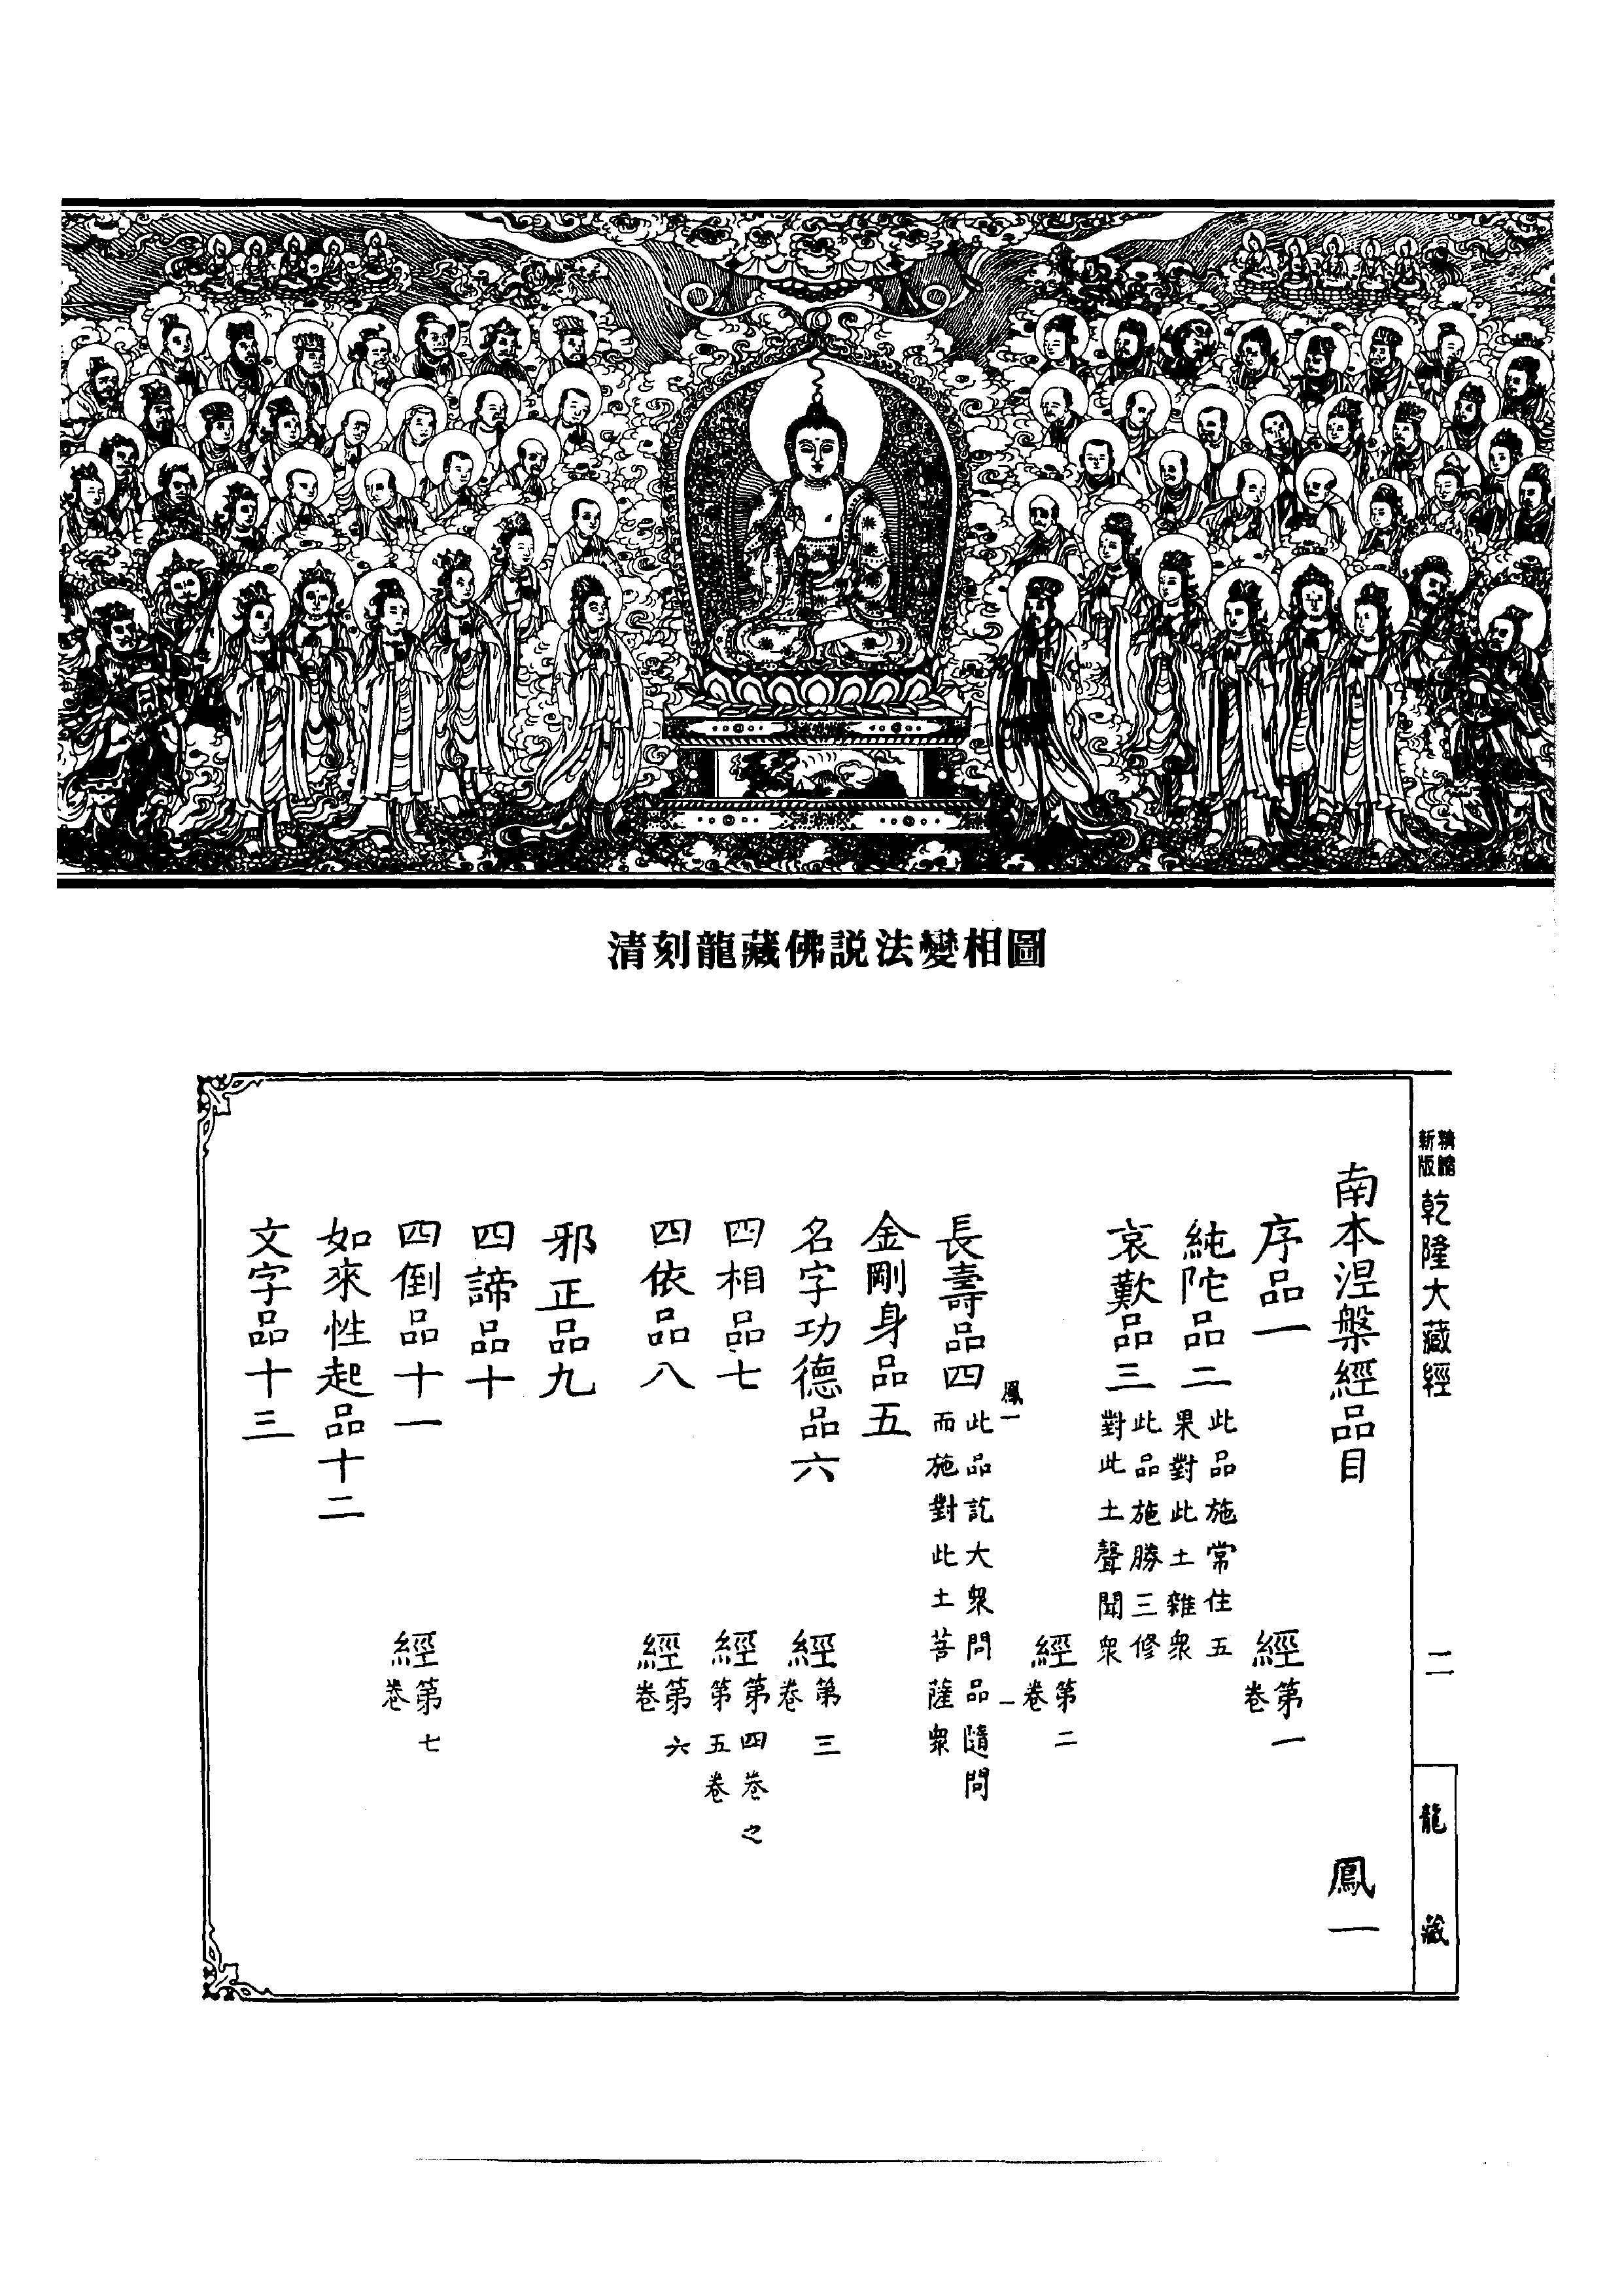 清刻龍藏佛説法變相圖
新版 精縮 乾隆大藏經 二 龍藏
南本涅槃經品目 鳳一
序品一 經第一卷
純陀品二 此品施常住五果對此土雜衆
哀歎品三 此品施勝三修對此土聲聞衆
經第二卷
鳳一 一
長壽品四 此品訖大衆問品隨問而施對此土菩薩衆
金剛身品五
名字功德品六 經第三卷
四相品七 經第四卷之第五卷
四依品八 經第六卷
邪正品九
四諦品十
四倒品十一 經第七卷
如來性起品十二
文字品十三